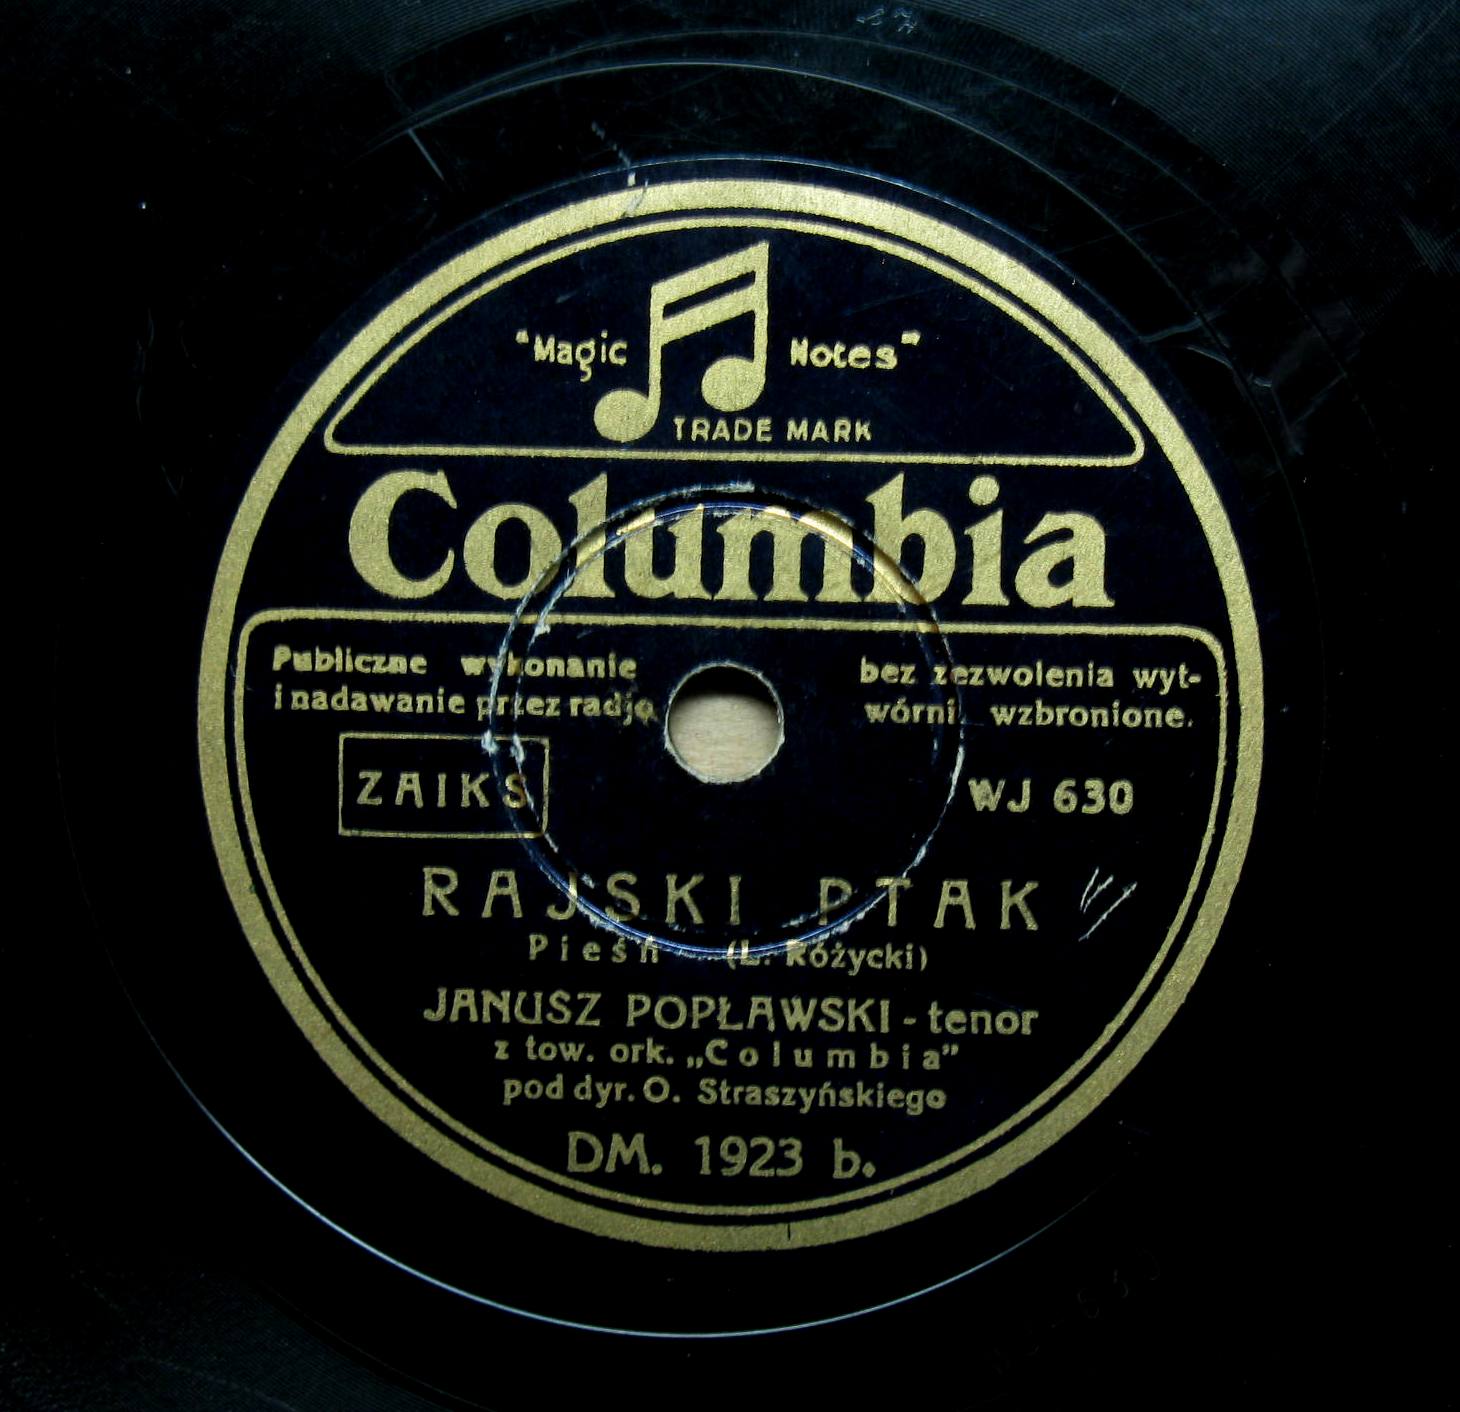 "Magic Notes"
TRADE MARK
Columbia
Publiczne wykonanie bez zezwolenia wyt-
i nadawanie przez radjo wórni wzbronione.
ZAIKS WJ 630
RAJSKI PTAK
Pieśń (L. Różycki)
JANUSZ POPŁAWSKI - tenor
z tow. ork. „Columbia”
pod dyr. O. Straszyńskiego
DM. 1923 b.